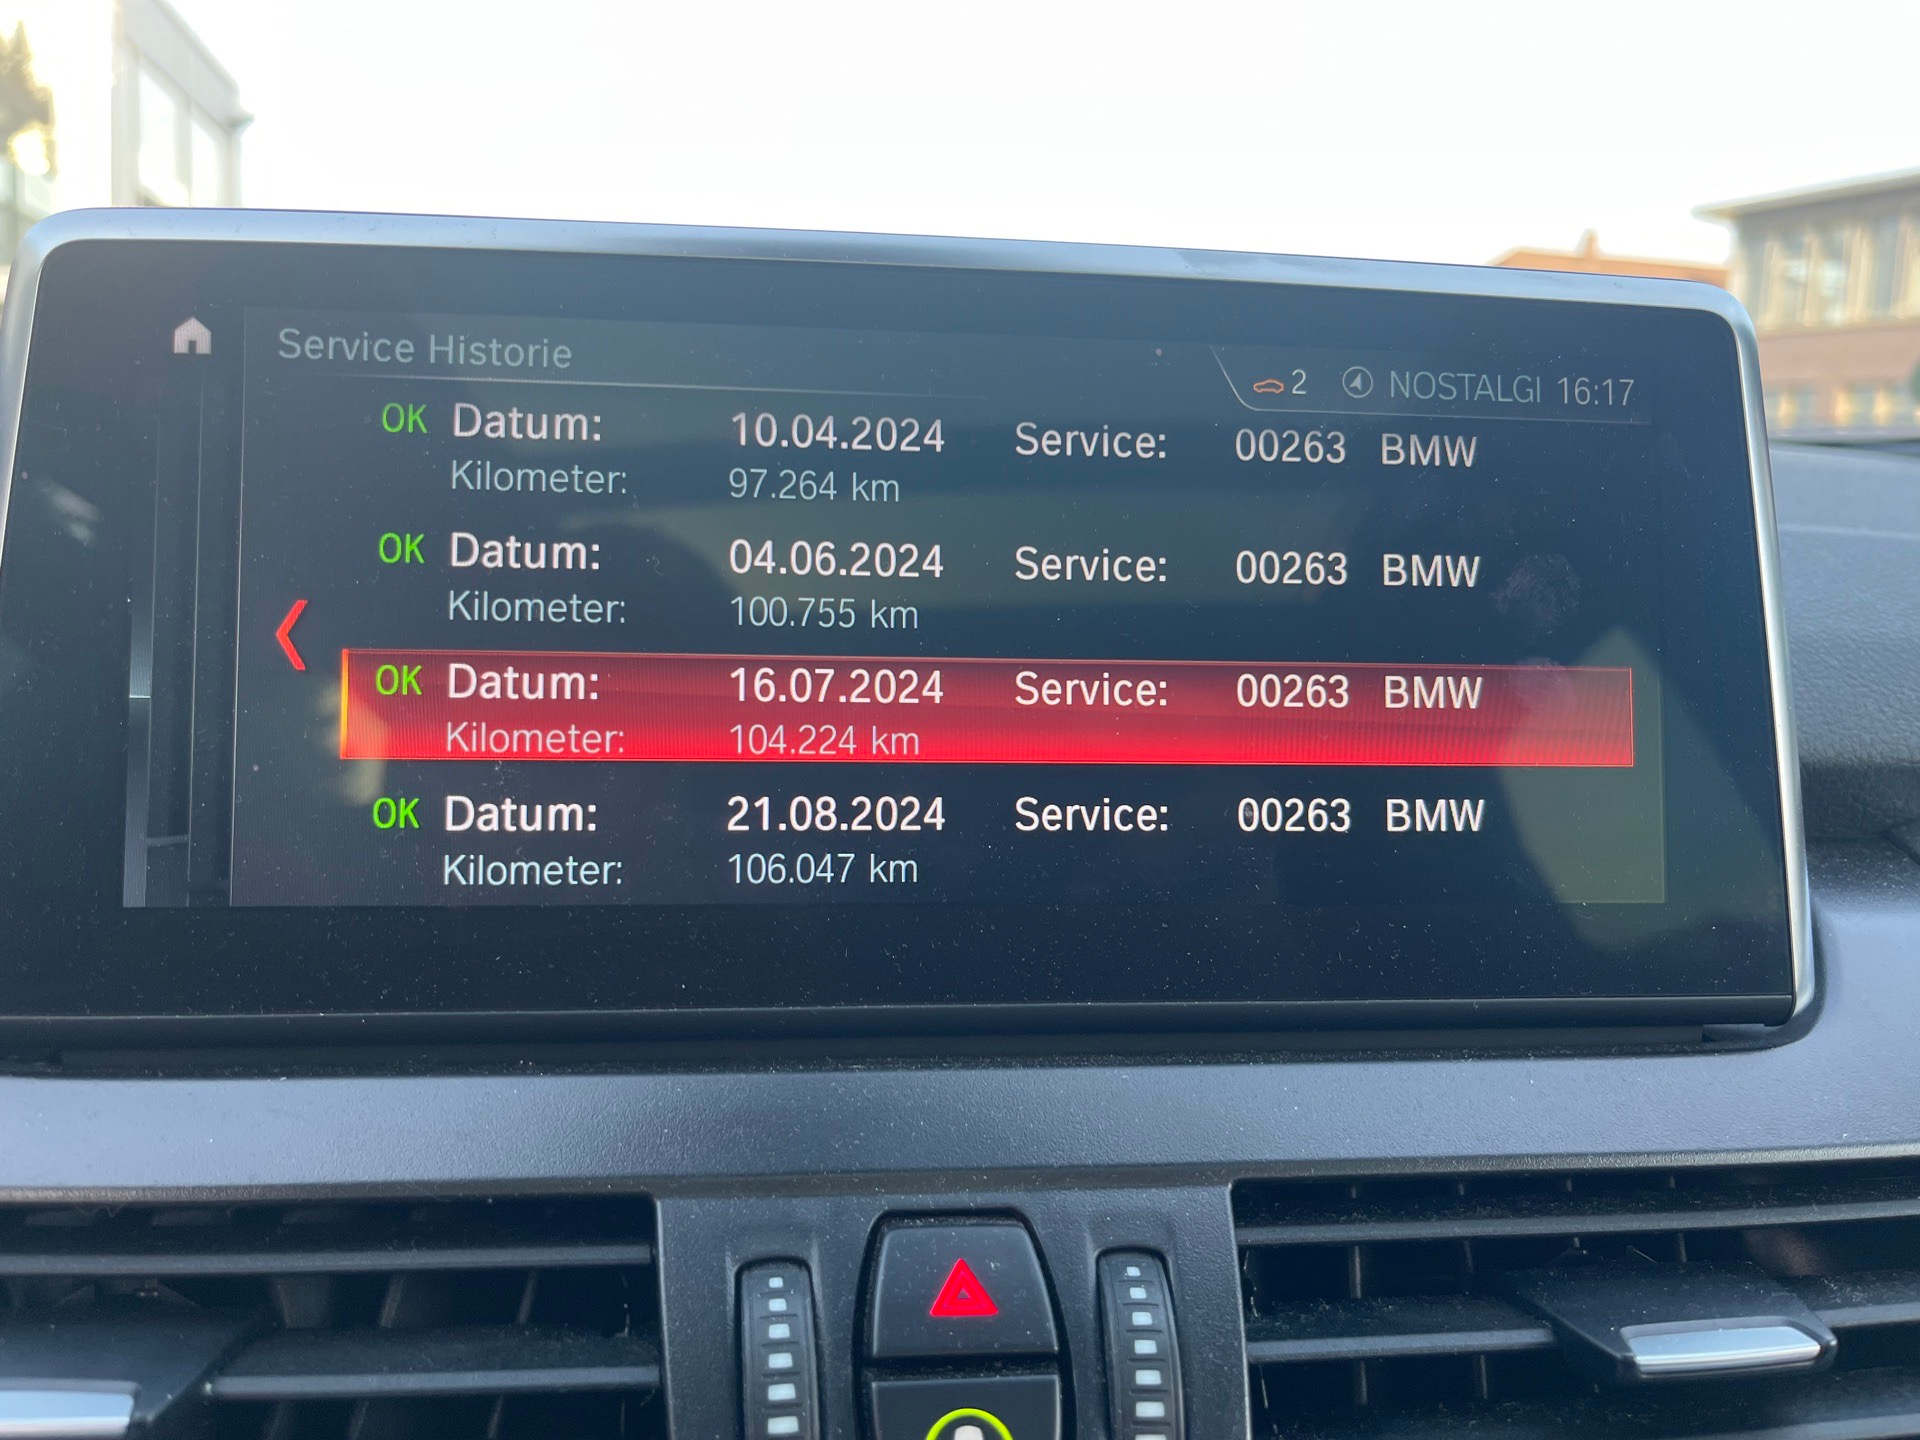 Service Historie
2 NOSTALGI 16:17
OK Datum: 10.04.2024 Service: 00263 BMW
Kilometer: 97.264 km
OK Datum: 04.06.2024 Service: 00263 BMW
Kilometer: 100.755 km
OK Datum: 16.07.2024 Service: 00263 BMW
Kilometer: 104.224 km
OK Datum: 21.08.2024 Service: 00263 BMW
Kilometer: 106.047 km